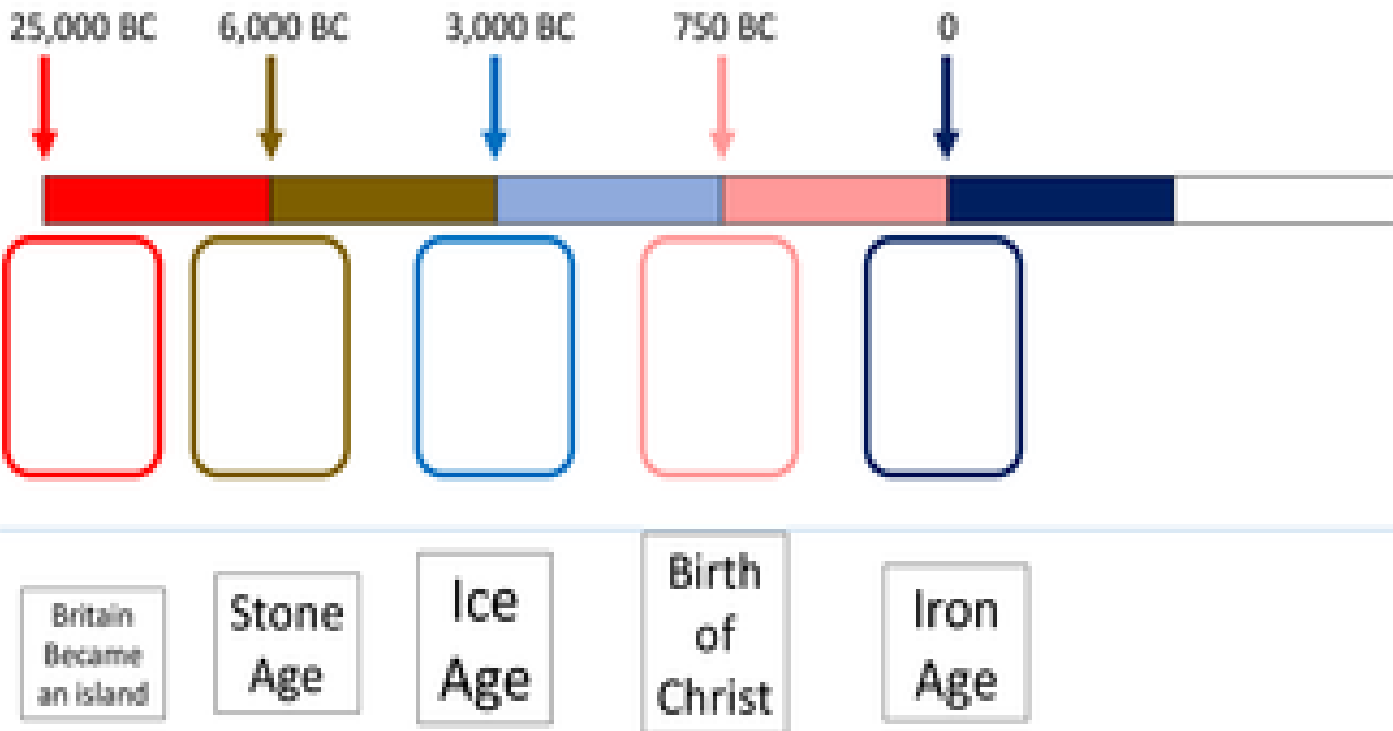 25,000 BC 6,000 BC 3,000 BC 750 BC 0
Britain
Became
an island
Stone
Age
Ice
Age
Birth
of
Christ
Iron
Age